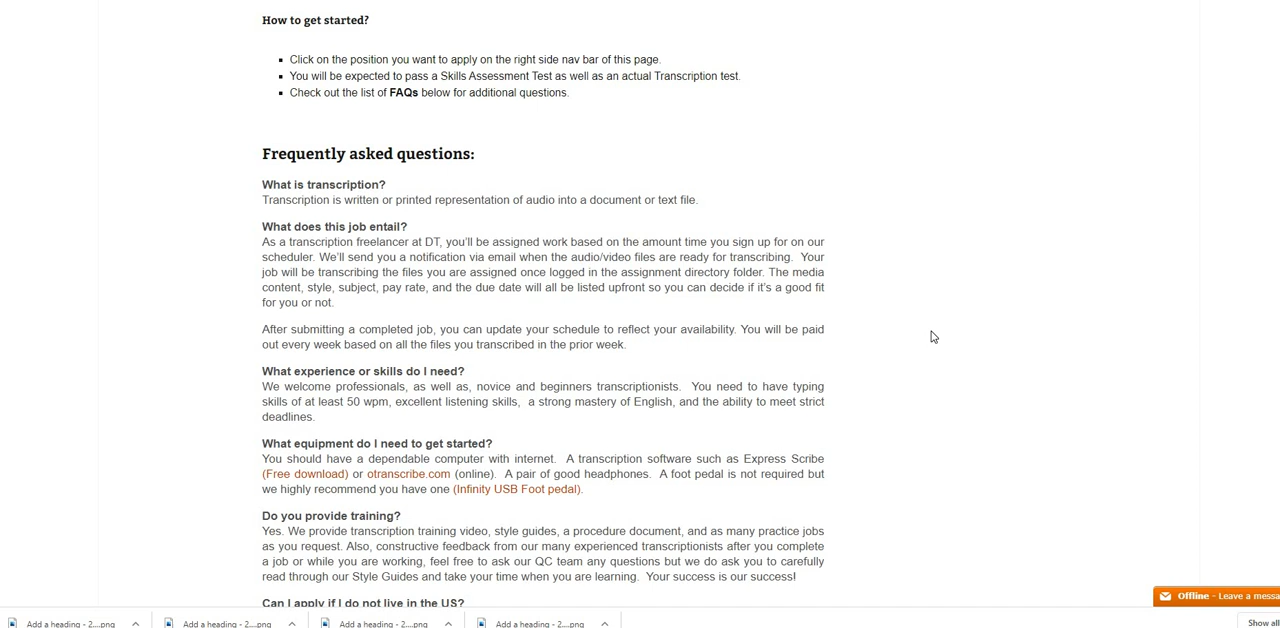 How to get started?
Click on the position you want to apply on the right side nav bar of this page.
You will be expected to pass a Skills Assessment Test as well as an actual Transcription test.
Check out the list of FAQs below for additional questions.
Frequently asked questions:
What is transcription?
Transcription is written or printed representation of audio into a document or text file.
What does this job entail?
As a transcription freelancer at DT, you'll be assigned work based on the amount time you sign up for on our
scheduler. We'll send you a notification via email when the audio/video files are ready for transcribing. Your
job will be transcribing the files you are assigned once logged in the assignment directory folder. The media
content, style, subject, pay rate, and the due date will all be listed upfront so you can decide if it's a good fit
for you or not.
After submitting a completed job, you can update your schedule to reflect your availability. You will be paid
out every week based on all the files you transcribed in the prior week.
What experience or skills do I need?
We welcome professionals, as well as, novice and beginners transcriptionists. You need to have typing
skills of at least 50 wpm, excellent listening skills, a strong mastery of English, and the ability to meet strict
deadlines.
What equipment do I need to get started?
You should have a dependable computer with internet. A transcription software such as Express Scribe
(Free download) or otranscribe.com (online). A pair of good headphones. A foot pedal is not required but
we highly recommend you have one (Infinity USB Foot pedal).
Do you provide training?
Yes. We provide transcription training video, style guides, a procedure document, and as many practice jobs
as you request. Also, constructive feedback from our many experienced transcriptionists after you complete
a job or while you are working, feel free to ask our QC team any questions but we do ask you to carefully
read through our Style Guides and take your time when you are learning. Your success is our success!
Can I apply if I do not live in the US?
Offline - Leave a messa
Add a heading - 2....png
Add a heading - 2....png
Add a heading - 2....png
Add a heading - 2....png
Show all